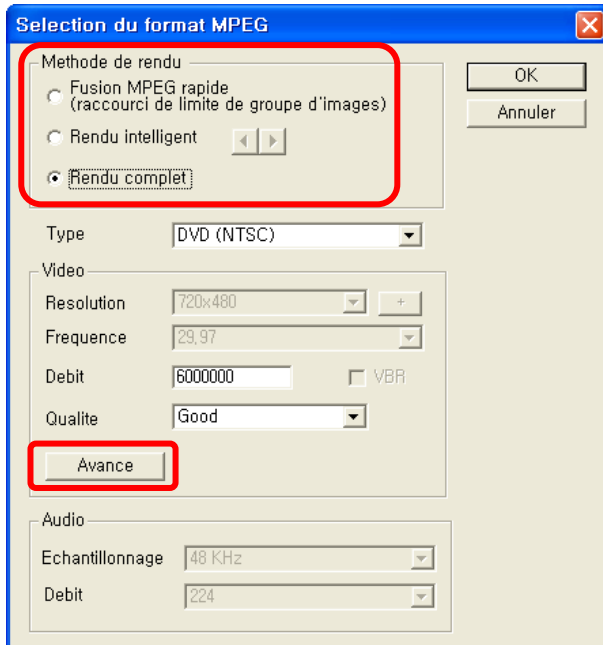 Selection du format MPEG
Methode de rendu
Fusion MPEG rapide
(raccourci de limite de groupe d'images)
Rendu intelligent
Rendu complet
OK
Annuler
Type
DVD (NTSC)
Video
Resolution
720x480
+
Frequence
29,97
Debit
6000000
VBR
Qualite
Good
Avance
Audio
Echantillonnage
48 KHz
Debit
224